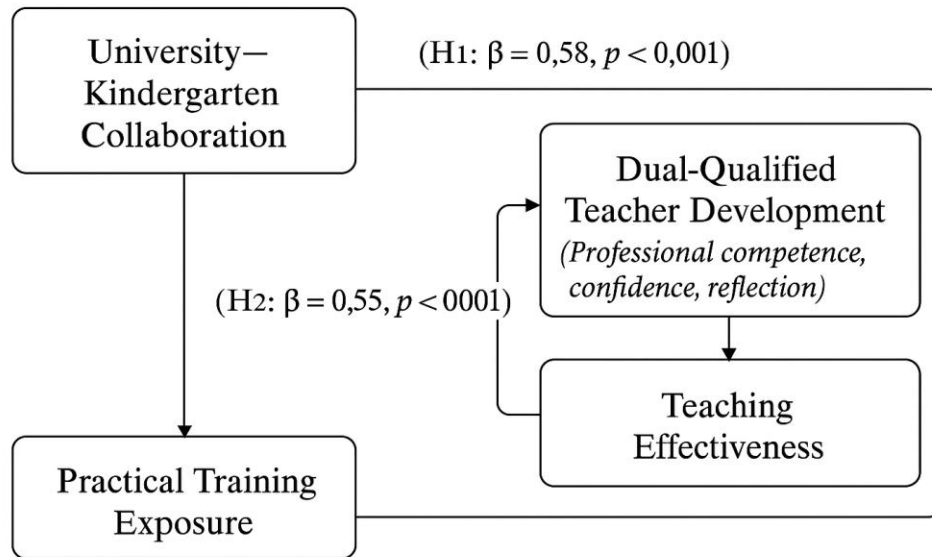 University—
Kindergarten
Collaboration
(H1: β = 0,58, p < 0,001)
Dual-Qualified
Teacher Development
(Professional competence,
confidence, reflection)
(H2: β = 0,55, p < 0001)
Teaching
Effectiveness
Practical Training
Exposure